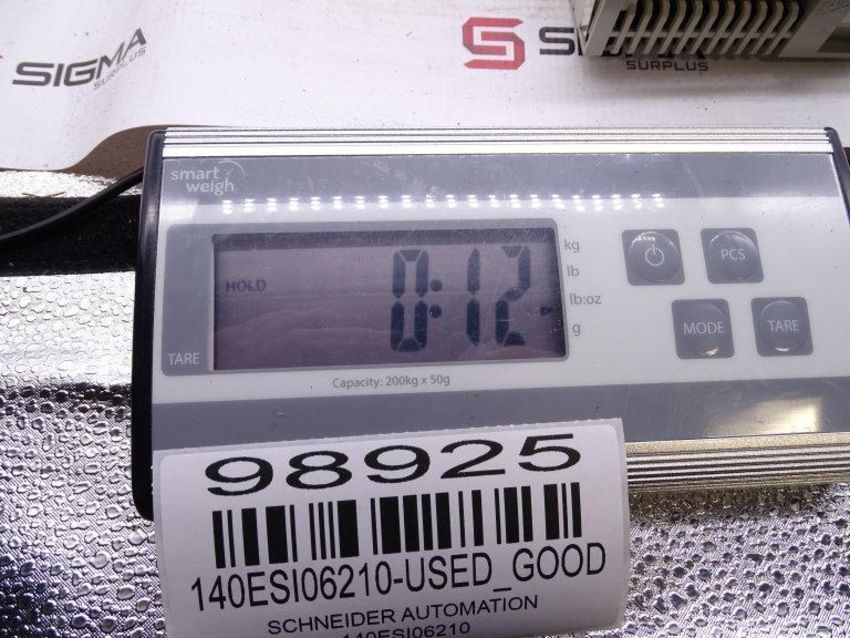 SIGMA
SURPLUS
S
SURPLUS
smart
weigh
HOLD
0:12
kg
lb
lb:oz
g
TARE
PCS
MODE
TARE
Capacity: 200kg x 50g
98925
140ESI06210-USED_GOOD
SCHNEIDER AUTOMATION
140ESI06210